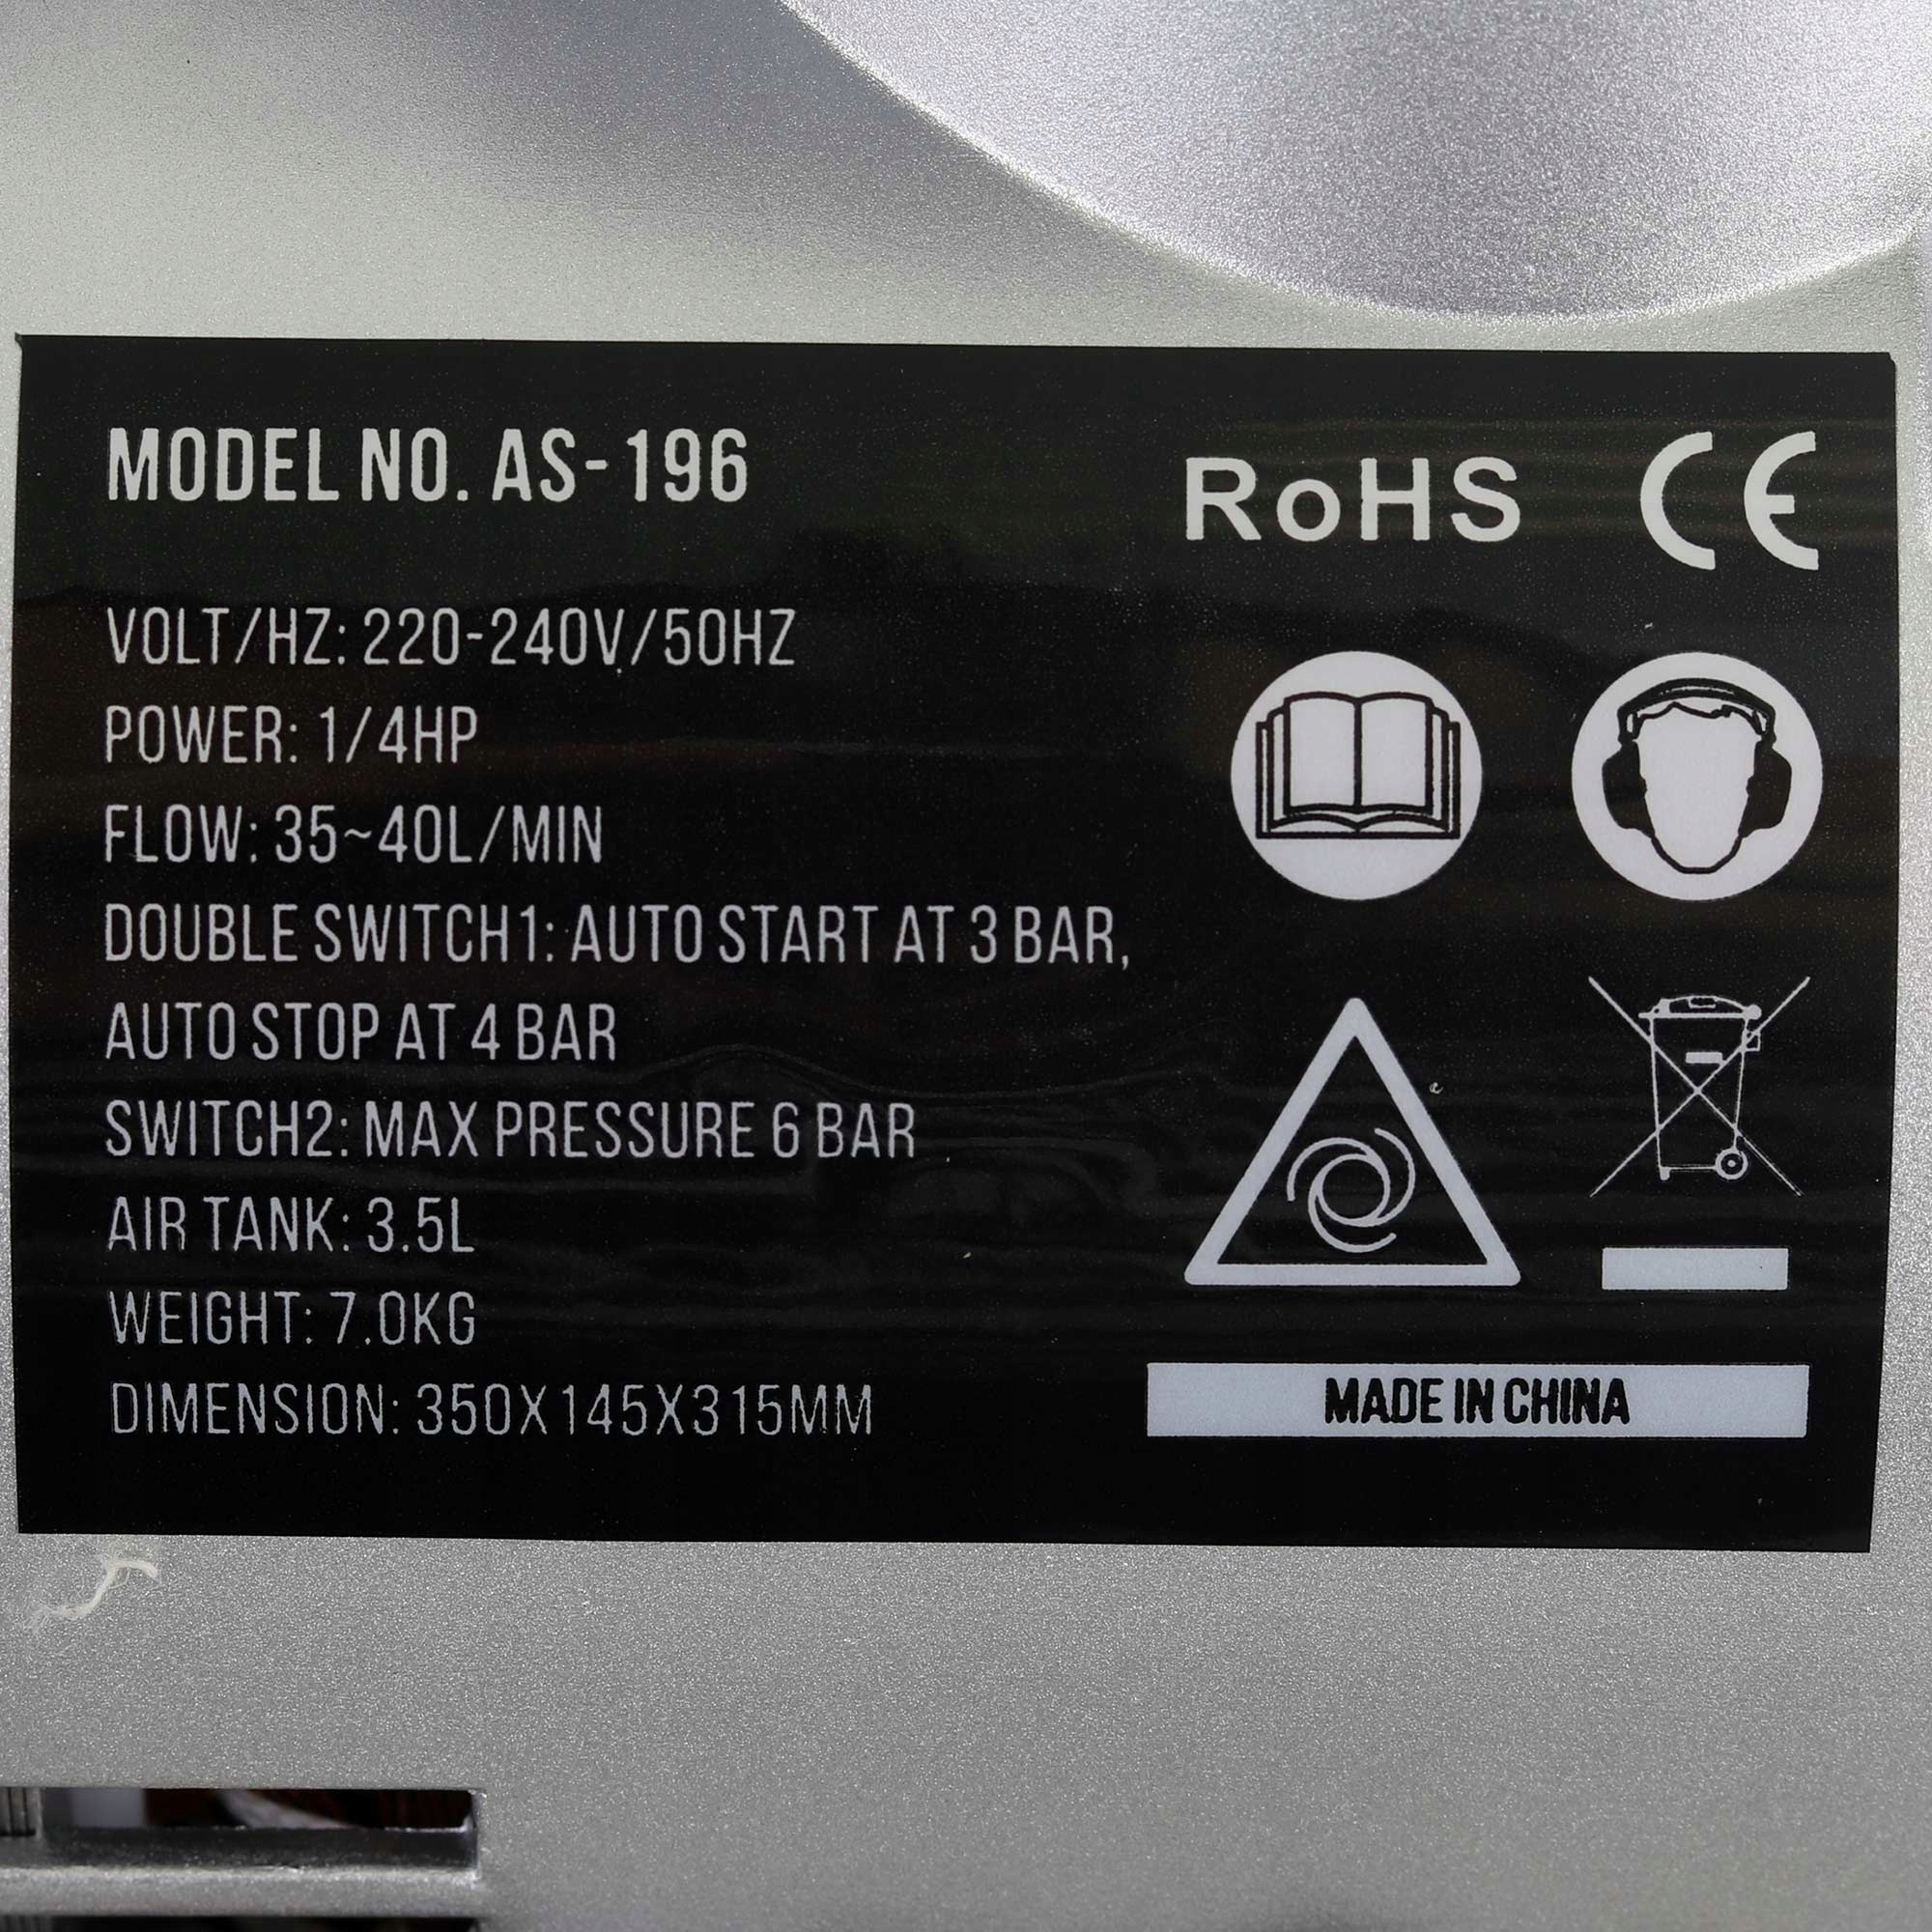 MODEL NO. AS-196
RoHS CE
VOLT/HZ: 220-240V/50HZ
POWER: 1/4HP
FLOW: 35~40L/MIN
DOUBLE SWITCH1: AUTO START AT 3 BAR,
AUTO STOP AT 4 BAR
SWITCH2: MAX PRESSURE 6 BAR
AIR TANK: 3.5L
WEIGHT: 7.0KG
DIMENSION: 350X145X315MM
MADE IN CHINA